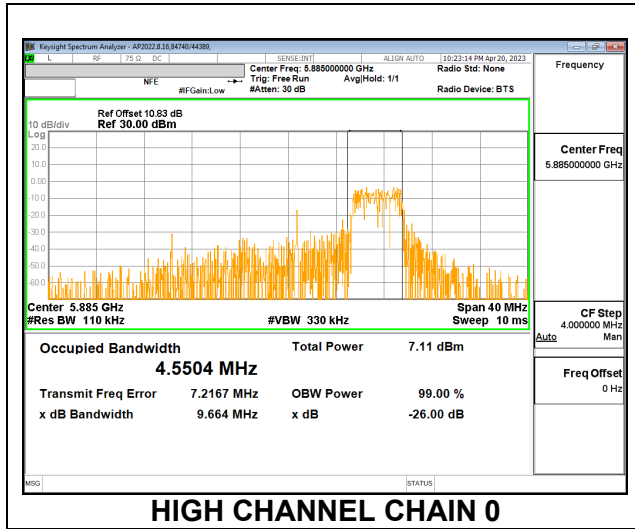 Keysight Spectrum Analyzer - AP2022.8.16,84740/44389,
L RF 75 Ω DC SENSE:INT ALIGN AUTO 10:23:14 PM Apr 20, 2023
Center Freq: 5.885000000 GHz Radio Std: None
NFE Trig: Free Run Avg|Hold: 1/1
#IFGain:Low #Atten: 30 dB Radio Device: BTS
Frequency
Ref Offset 10.83 dB
10 dB/div Ref 30.00 dBm
Log
20.0
10.0
0.00
-10.0
-20.0
-30.0
-40.0
-50.0
-60.0
Center 5.885 GHz Span 40 MHz
#Res BW 110 kHz #VBW 330 kHz Sweep 10 ms
Center Freq
5.885000000 GHz
CF Step
4.000000 MHz
Auto Man
Freq Offset
0 Hz
Occupied Bandwidth Total Power 7.11 dBm
4.5504 MHz
Transmit Freq Error 7.2167 MHz OBW Power 99.00 %
x dB Bandwidth 9.664 MHz x dB -26.00 dB
MSG STATUS
HIGH CHANNEL CHAIN 0